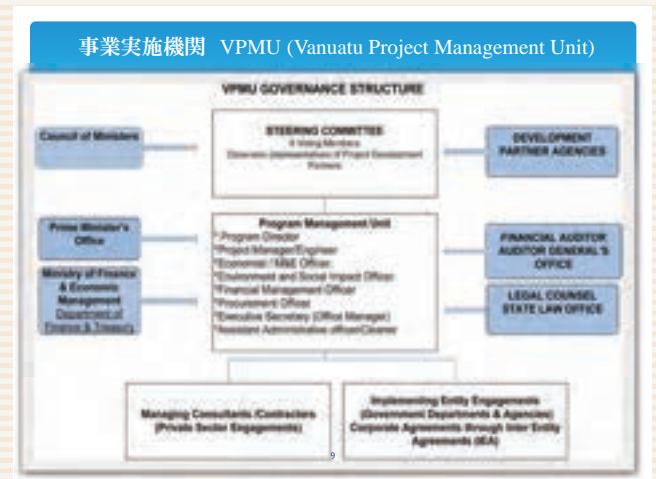 事業実施機関 VPMU (Vanuatu Project Management Unit)
VPMU GOVERNANCE STRUCTURE
Council of Ministers
STEERING COMMITTEE
Voting Members
Observers representatives of Project Development
Partners
DEVELOPMENT
PARTNER AGENCIES
Prime Minister's
Office
Ministry of Finance
& Economic
Management
Department of
Finance & Treasury
Program Management Unit
*Program Director
*Project Manager/Engineer
*Economist / M&E Officer
*Environment and Social Impact Officer
*Financial Management Officer
*Procurement Officer
*Executive Secretary (Office Manager)
*Assistant Administrative officer/Cleaner
FINANCIAL AUDITOR
AUDITOR GENERAL'S
OFFICE
LEGAL COUNSEL
STATE LAW OFFICE
Managing Consultants /Contractors
(Private Sector Engagements)
Implementing Entity Engagements
(Government Departments & Agencies)
Corporate Agreements through Inter Entity
Agreements (IEA)
9